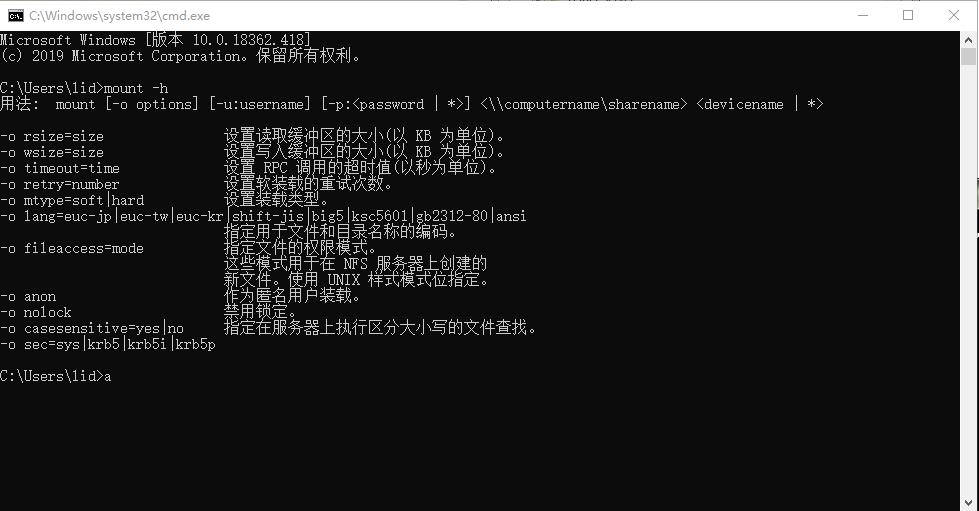 C:\Windows\system32\cmd.exe
Microsoft Windows [版本 10.0.18362.418]
(c) 2019 Microsoft Corporation。保留所有权利。
C:\Users\lid>mount -h
用法:  mount [-o options] [-u:username] [-p:<password | *>] <\\computername\sharename> <devicename | *>
-o rsize=size               设置读取缓冲区的大小(以 KB 为单位)。
-o wsize=size               设置写入缓冲区的大小(以 KB 为单位)。
-o timeout=time             设置 RPC 调用的超时值(以秒为单位)。
-o retry=number             设置软装载的重试次数。
-o mtype=soft|hard          设置装载类型。
-o lang=euc-jp|euc-tw|euc-kr|shift-jis|big5|ksc5601|gb2312-80|ansi
指定用于文件和目录名称的编码。
-o fileaccess=mode          指定文件的权限模式。
这些模式用于在 NFS 服务器上创建的
新文件。使用 UNIX 样式模式位指定。
-o anon                     作为匿名用户装载。
-o nolock                   禁用锁定。
-o casesensitive=yes|no     指定在服务器上执行区分大小写的文件查找。
-o sec=sys|krb5|krb5i|krb5p
C:\Users\lid>a